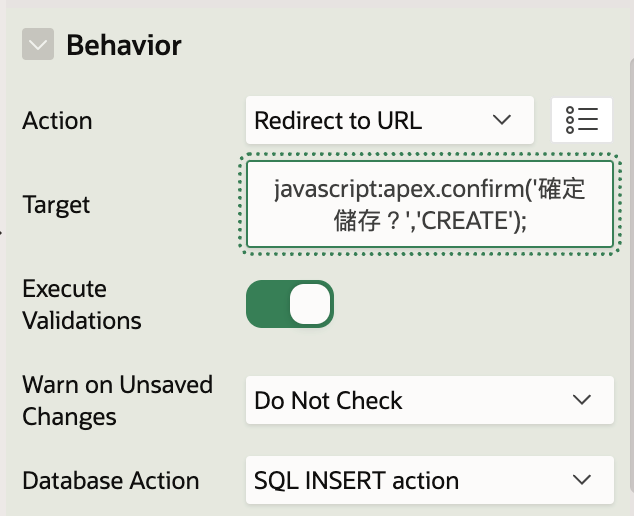 Behavior
Action
Redirect to URL
Target
javascript:apex.confirm('確定
儲存？','CREATE');
Execute
Validations
Warn on Unsaved
Changes
Do Not Check
Database Action
SQL INSERT action